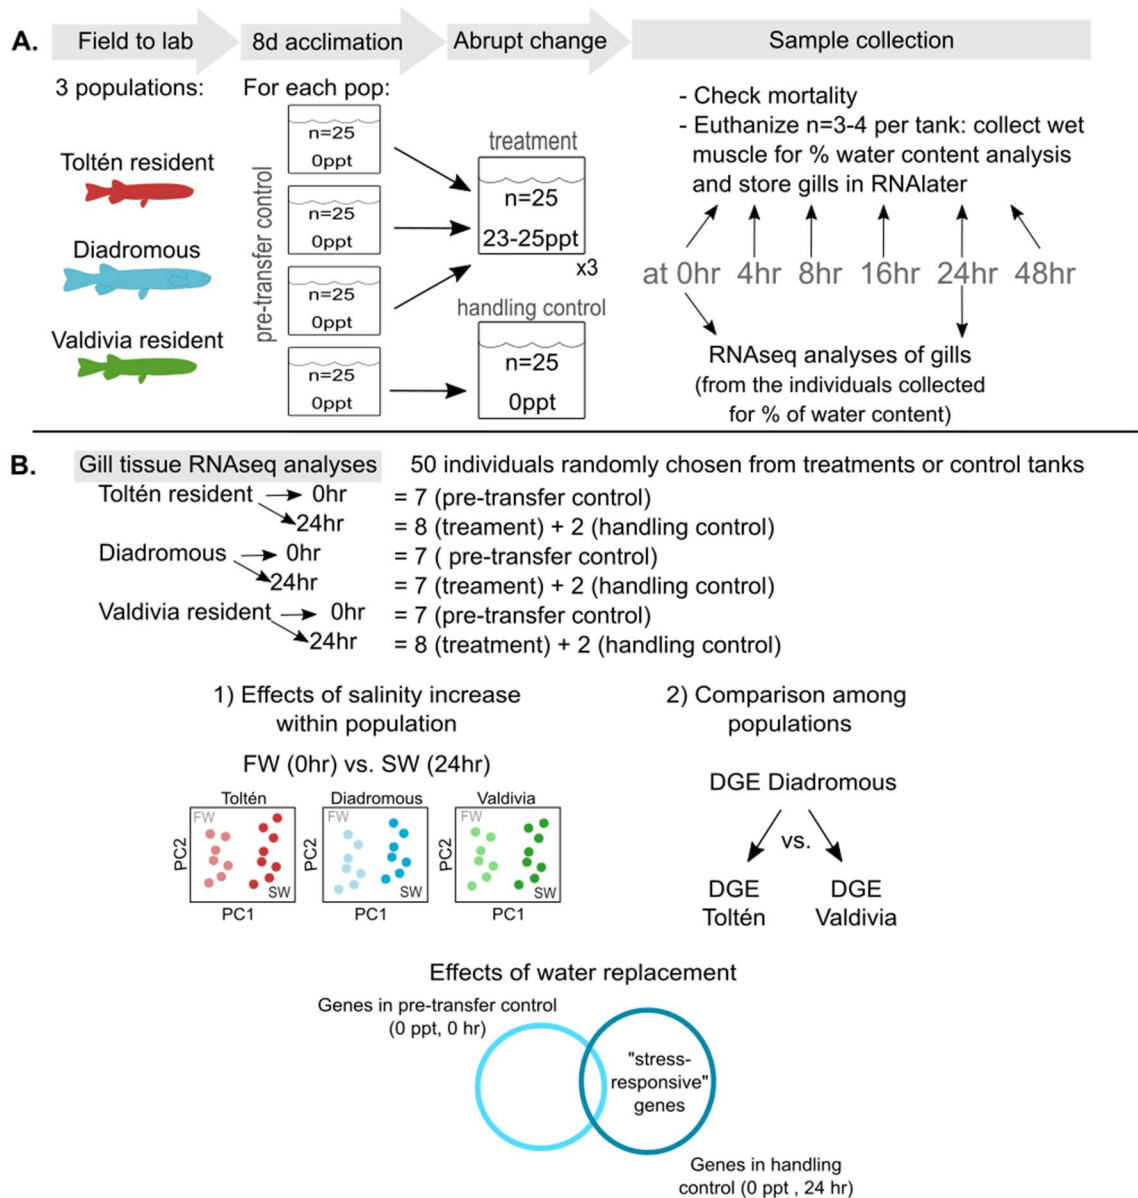 A.
Field to lab
8d acclimation
Abrupt change
Sample collection
3 populations:
Toltén resident
Diadromous
Valdivia resident
For each pop:
pre-transfer control
n=25
0ppt
n=25
0ppt
n=25
0ppt
n=25
0ppt
treatment
n=25
23-25ppt
x3
handling control
n=25
0ppt
- Check mortality
- Euthanize n=3-4 per tank: collect wet
muscle for % water content analysis
and store gills in RNAlater
at 0hr 4hr 8hr 16hr 24hr 48hr
RNAseq analyses of gills
(from the individuals collected
for % of water content)
B.
Gill tissue RNAseq analyses
50 individuals randomly chosen from treatments or control tanks
Toltén resident 0hr = 7 (pre-transfer control)
24hr = 8 (treament) + 2 (handling control)
Diadromous 0hr = 7 ( pre-transfer control)
24hr = 7 (treament) + 2 (handling control)
Valdivia resident 0hr = 7 (pre-transfer control)
24hr = 8 (treatment) + 2 (handling control)
1) Effects of salinity increase
within population
FW (0hr) vs. SW (24hr)
Toltén
FW
SW
PC2
PC1
Diadromous
FW
SW
PC2
PC1
Valdivia
FW
SW
PC2
PC1
2) Comparison among
populations
DGE Diadromous
vs.
DGE
Toltén
DGE
Valdivia
Effects of water replacement
Genes in pre-transfer control
(0 ppt, 0 hr)
"stress-
responsive"
genes
Genes in handling
control (0 ppt , 24 hr)